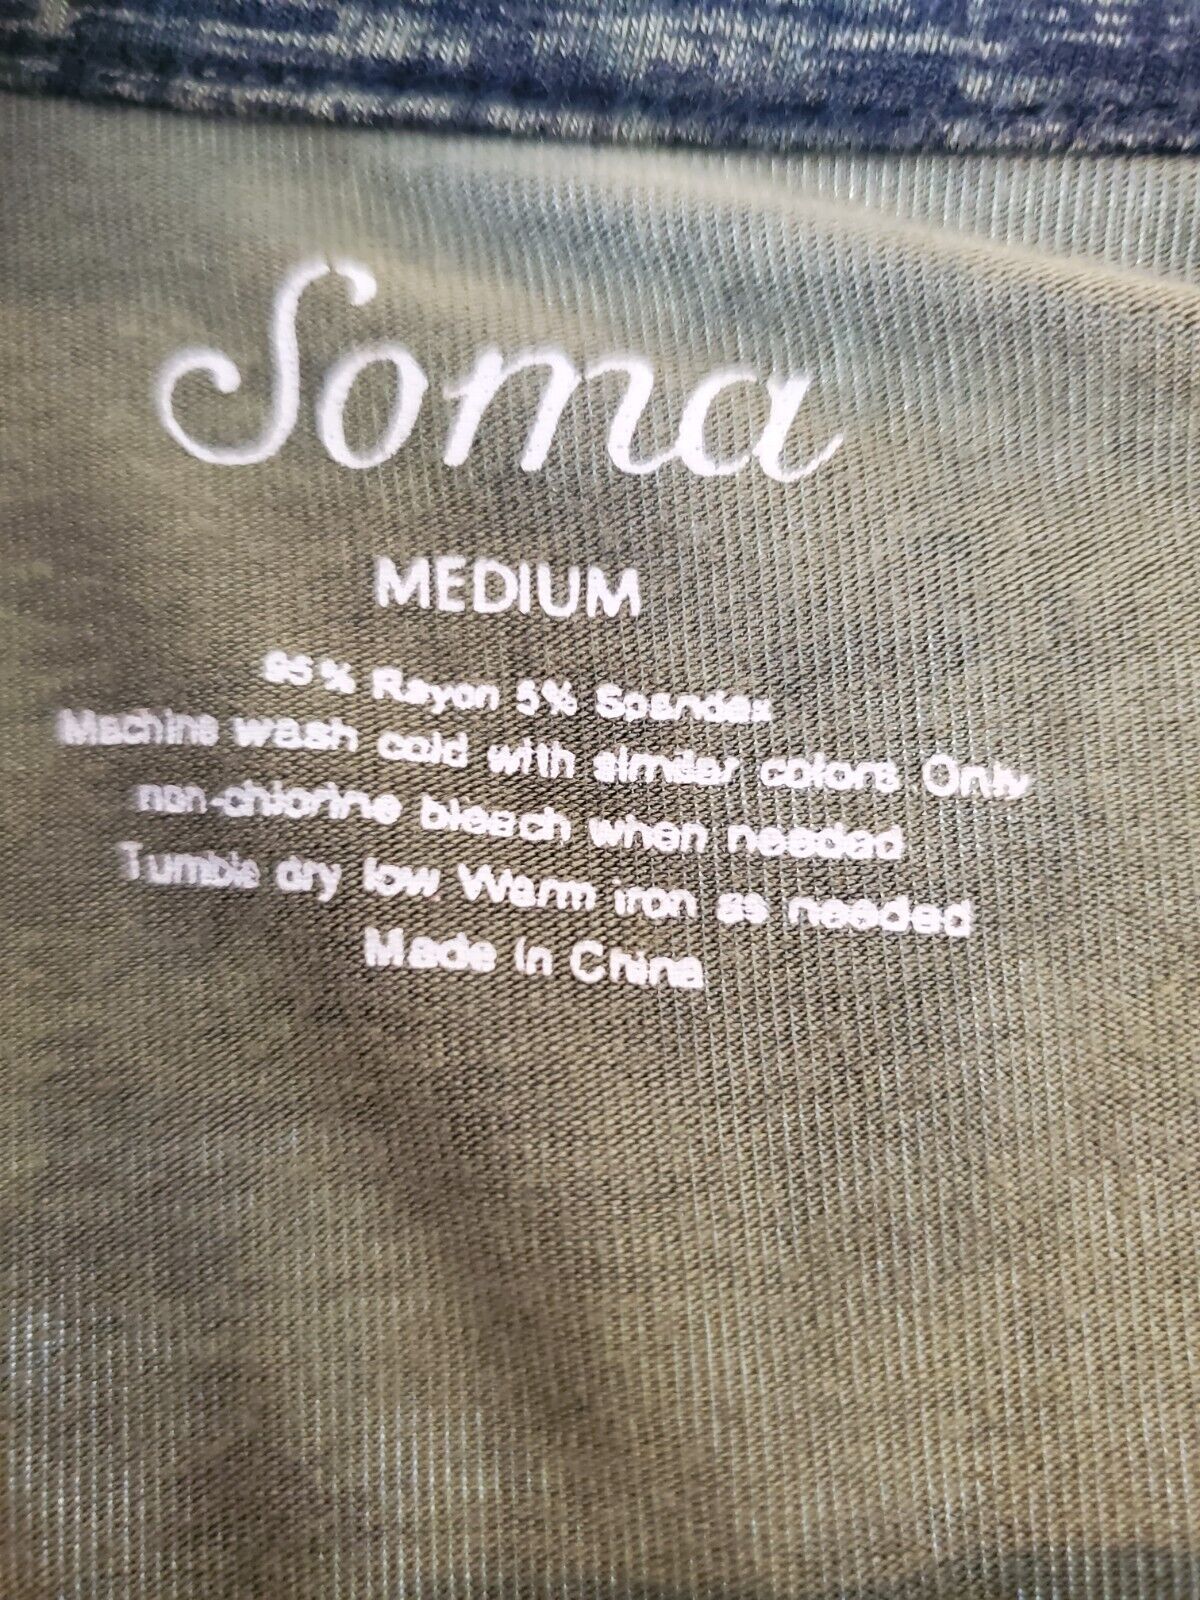 Soma
MEDIUM
95% Rayon 5% Spandex
Machine wash cold with similar colors Only
non-chlorine bleach when needed
Tumble dry low Warm iron as needed
Made in China